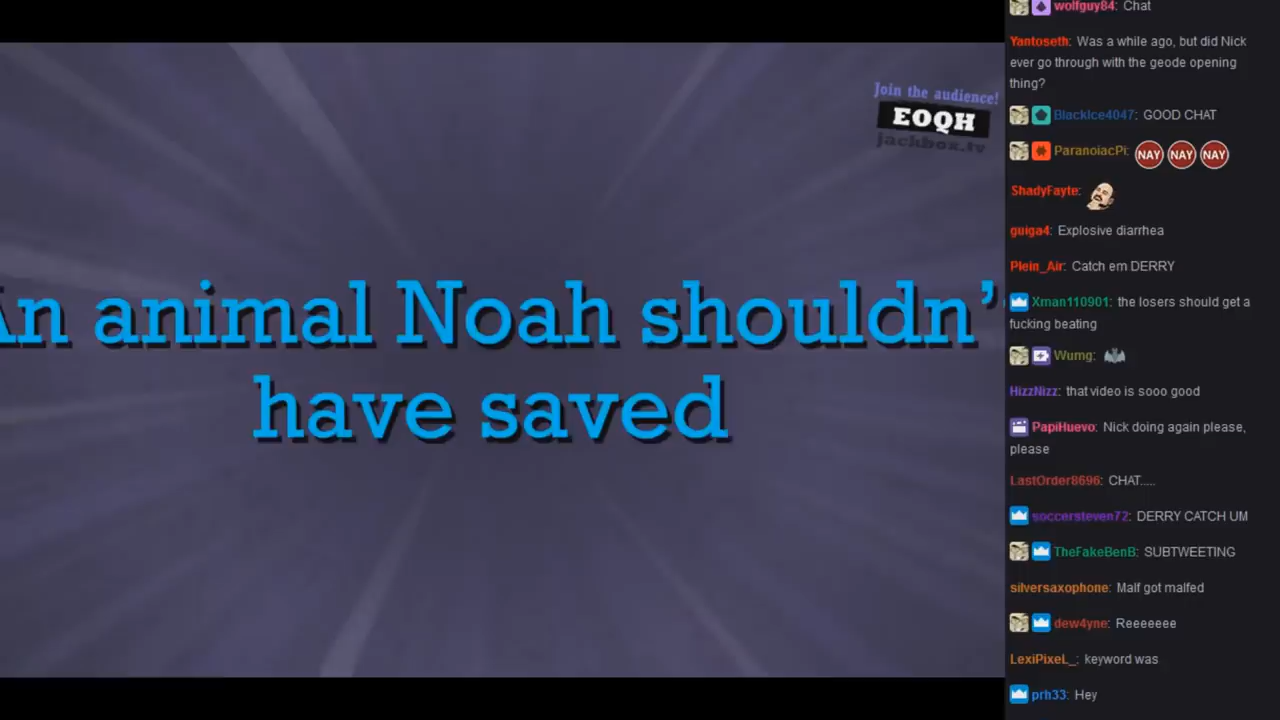 Join the audience!
EOQH
jackbox.tv
An animal Noah shouldn’
have saved
wolfguy84: Chat
Yantoseth: Was a while ago, but did Nick
ever go through with the geode opening
thing?
BlackIce4047: GOOD CHAT
ParanoiacPi: NAY NAY NAY
ShadyFayte:
guiga4: Explosive diarrhea
Plein_Air: Catch em DERRY
Xman110901: the losers should get a
fucking beating
Wumg:
HizzNizz: that video is sooo good
PapiHuevo: Nick doing again please,
please
LastOrder8696: CHAT.....
soccersteven72: DERRY CATCH UM
TheFakeBenB: SUBTWEETING
silversaxophone: Malf got malfed
dew4yne: Reeeeeee
LexiPixeL_: keyword was
prh33: Hey